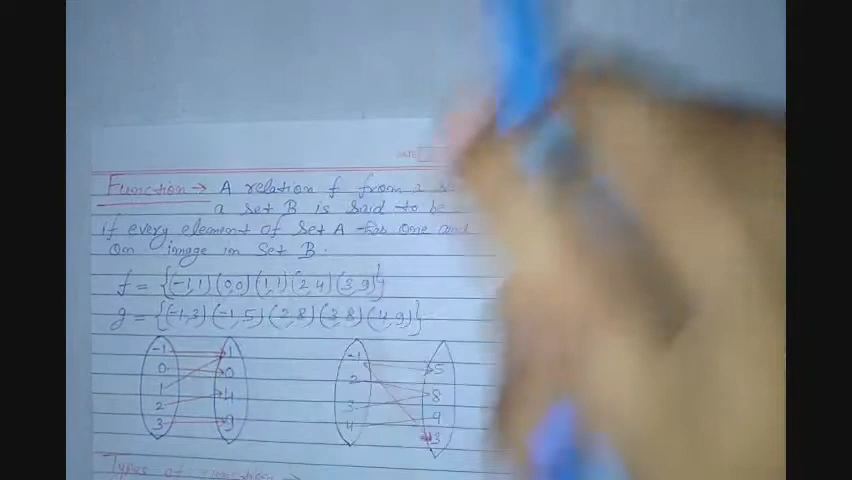 DATE
Function → A relation f from a se
a set B is said to be
if every element of set A has one and
on image in set B.
f = {(-1,1)(0,0)(1,1)(2,4)(3,9)}
g = {(-1,3)(-1,5)(2,8)(3,8)(4,9)}
-1 1 -1 5
0 0 2 8
1 4 3 9
2 9 4 3
3
Types of function →